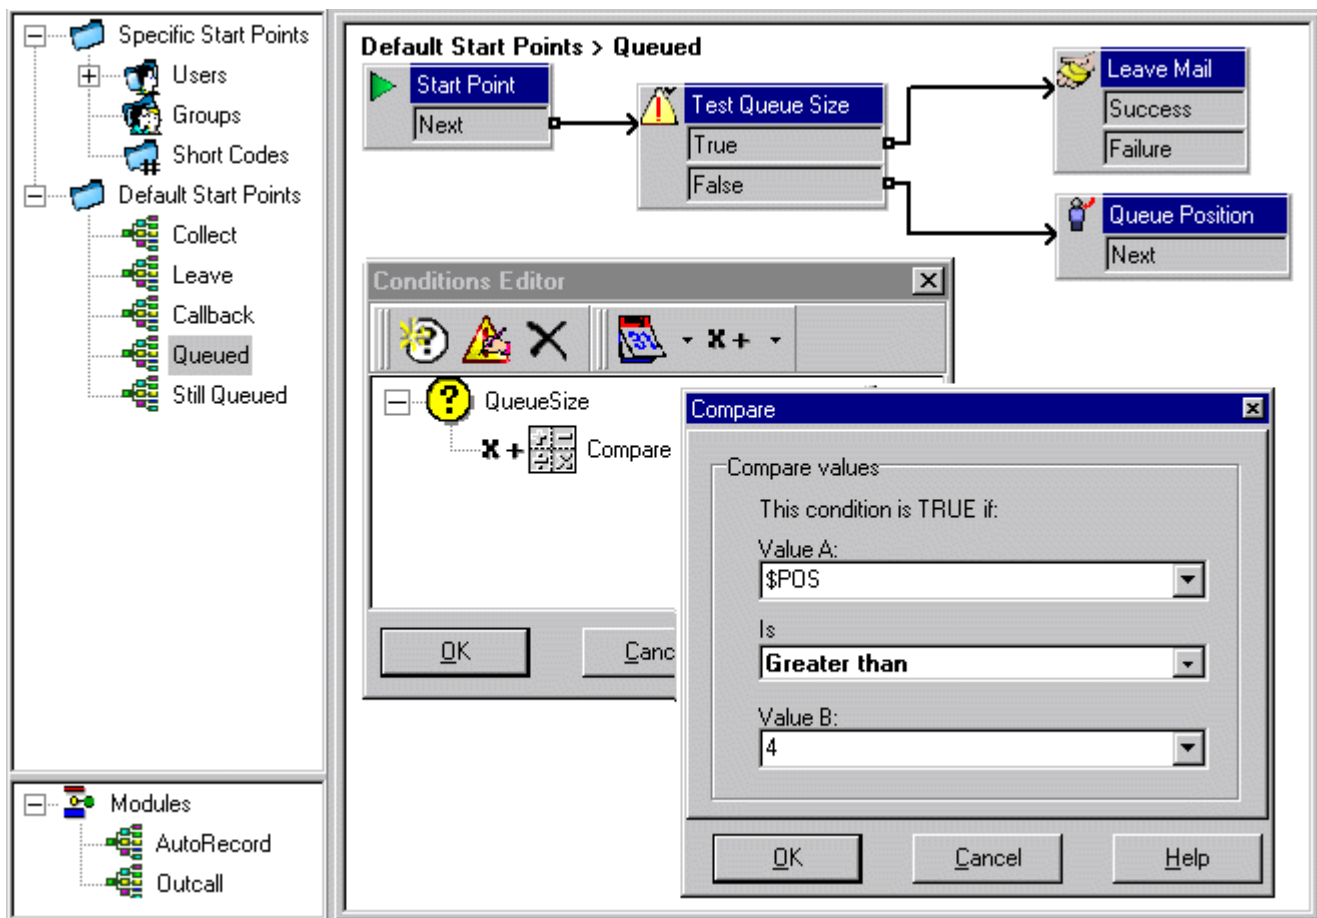 Specific Start Points
Users
Groups
Short Codes
Default Start Points
Collect
Leave
Callback
Queued
Still Queued
Modules
AutoRecord
Outcall
Default Start Points > Queued
Start Point
Next
Test Queue Size
True
False
Leave Mail
Success
Failure
Queue Position
Next
Conditions Editor
QueueSize
Compare
OK
Canc
Compare
Compare values
This condition is TRUE if:
Value A:
$POS
Is
Greater than
Value B:
4
OK
Cancel
Help